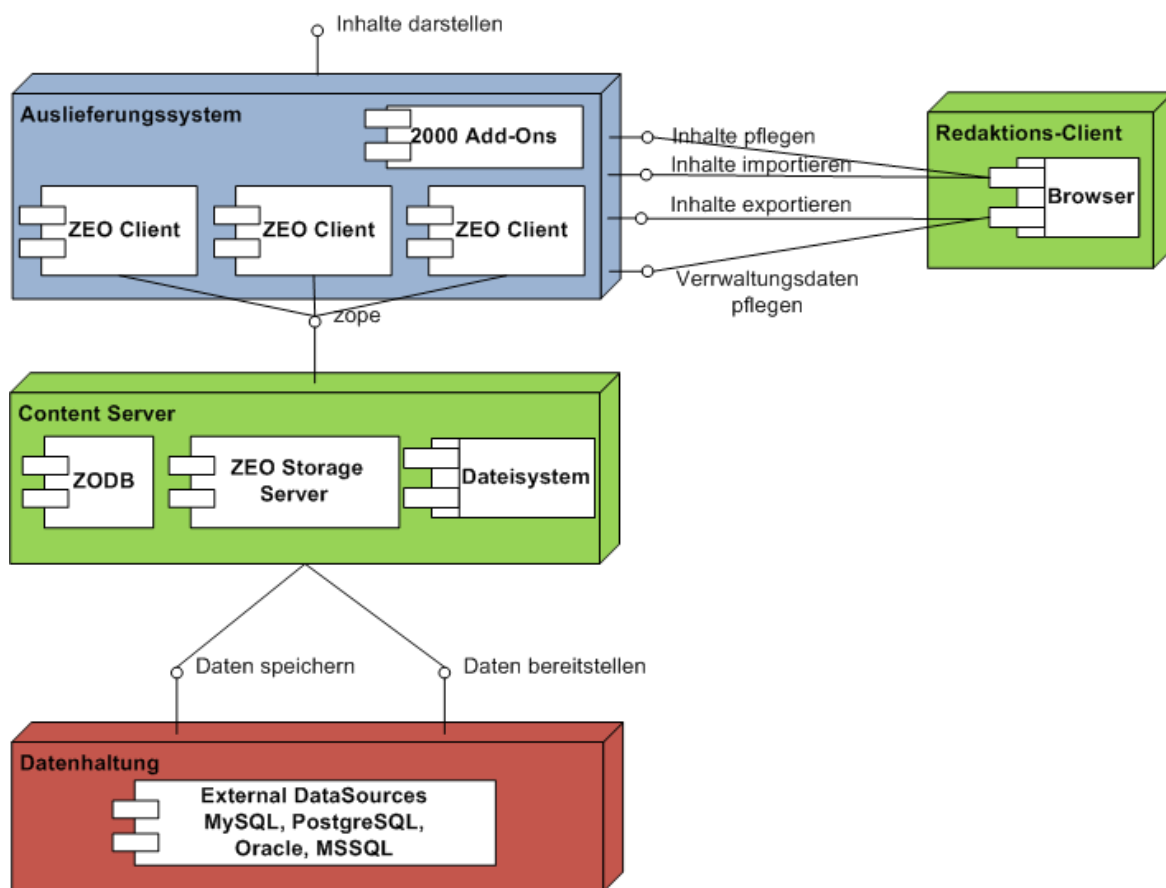 Inhalte darstellen
Auslieferungssystem
2000 Add-Ons
ZEO Client
ZEO Client
ZEO Client
Inhalte pflegen
Inhalte importieren
Inhalte exportieren
Verrwaltungsdaten
pflegen
Redaktions-Client
Browser
zope
Content Server
ZODB
ZEO Storage
Server
Dateisystem
Daten speichern
Daten bereitstellen
Datenhaltung
External DataSources
MySQL, PostgreSQL,
Oracle, MSSQL